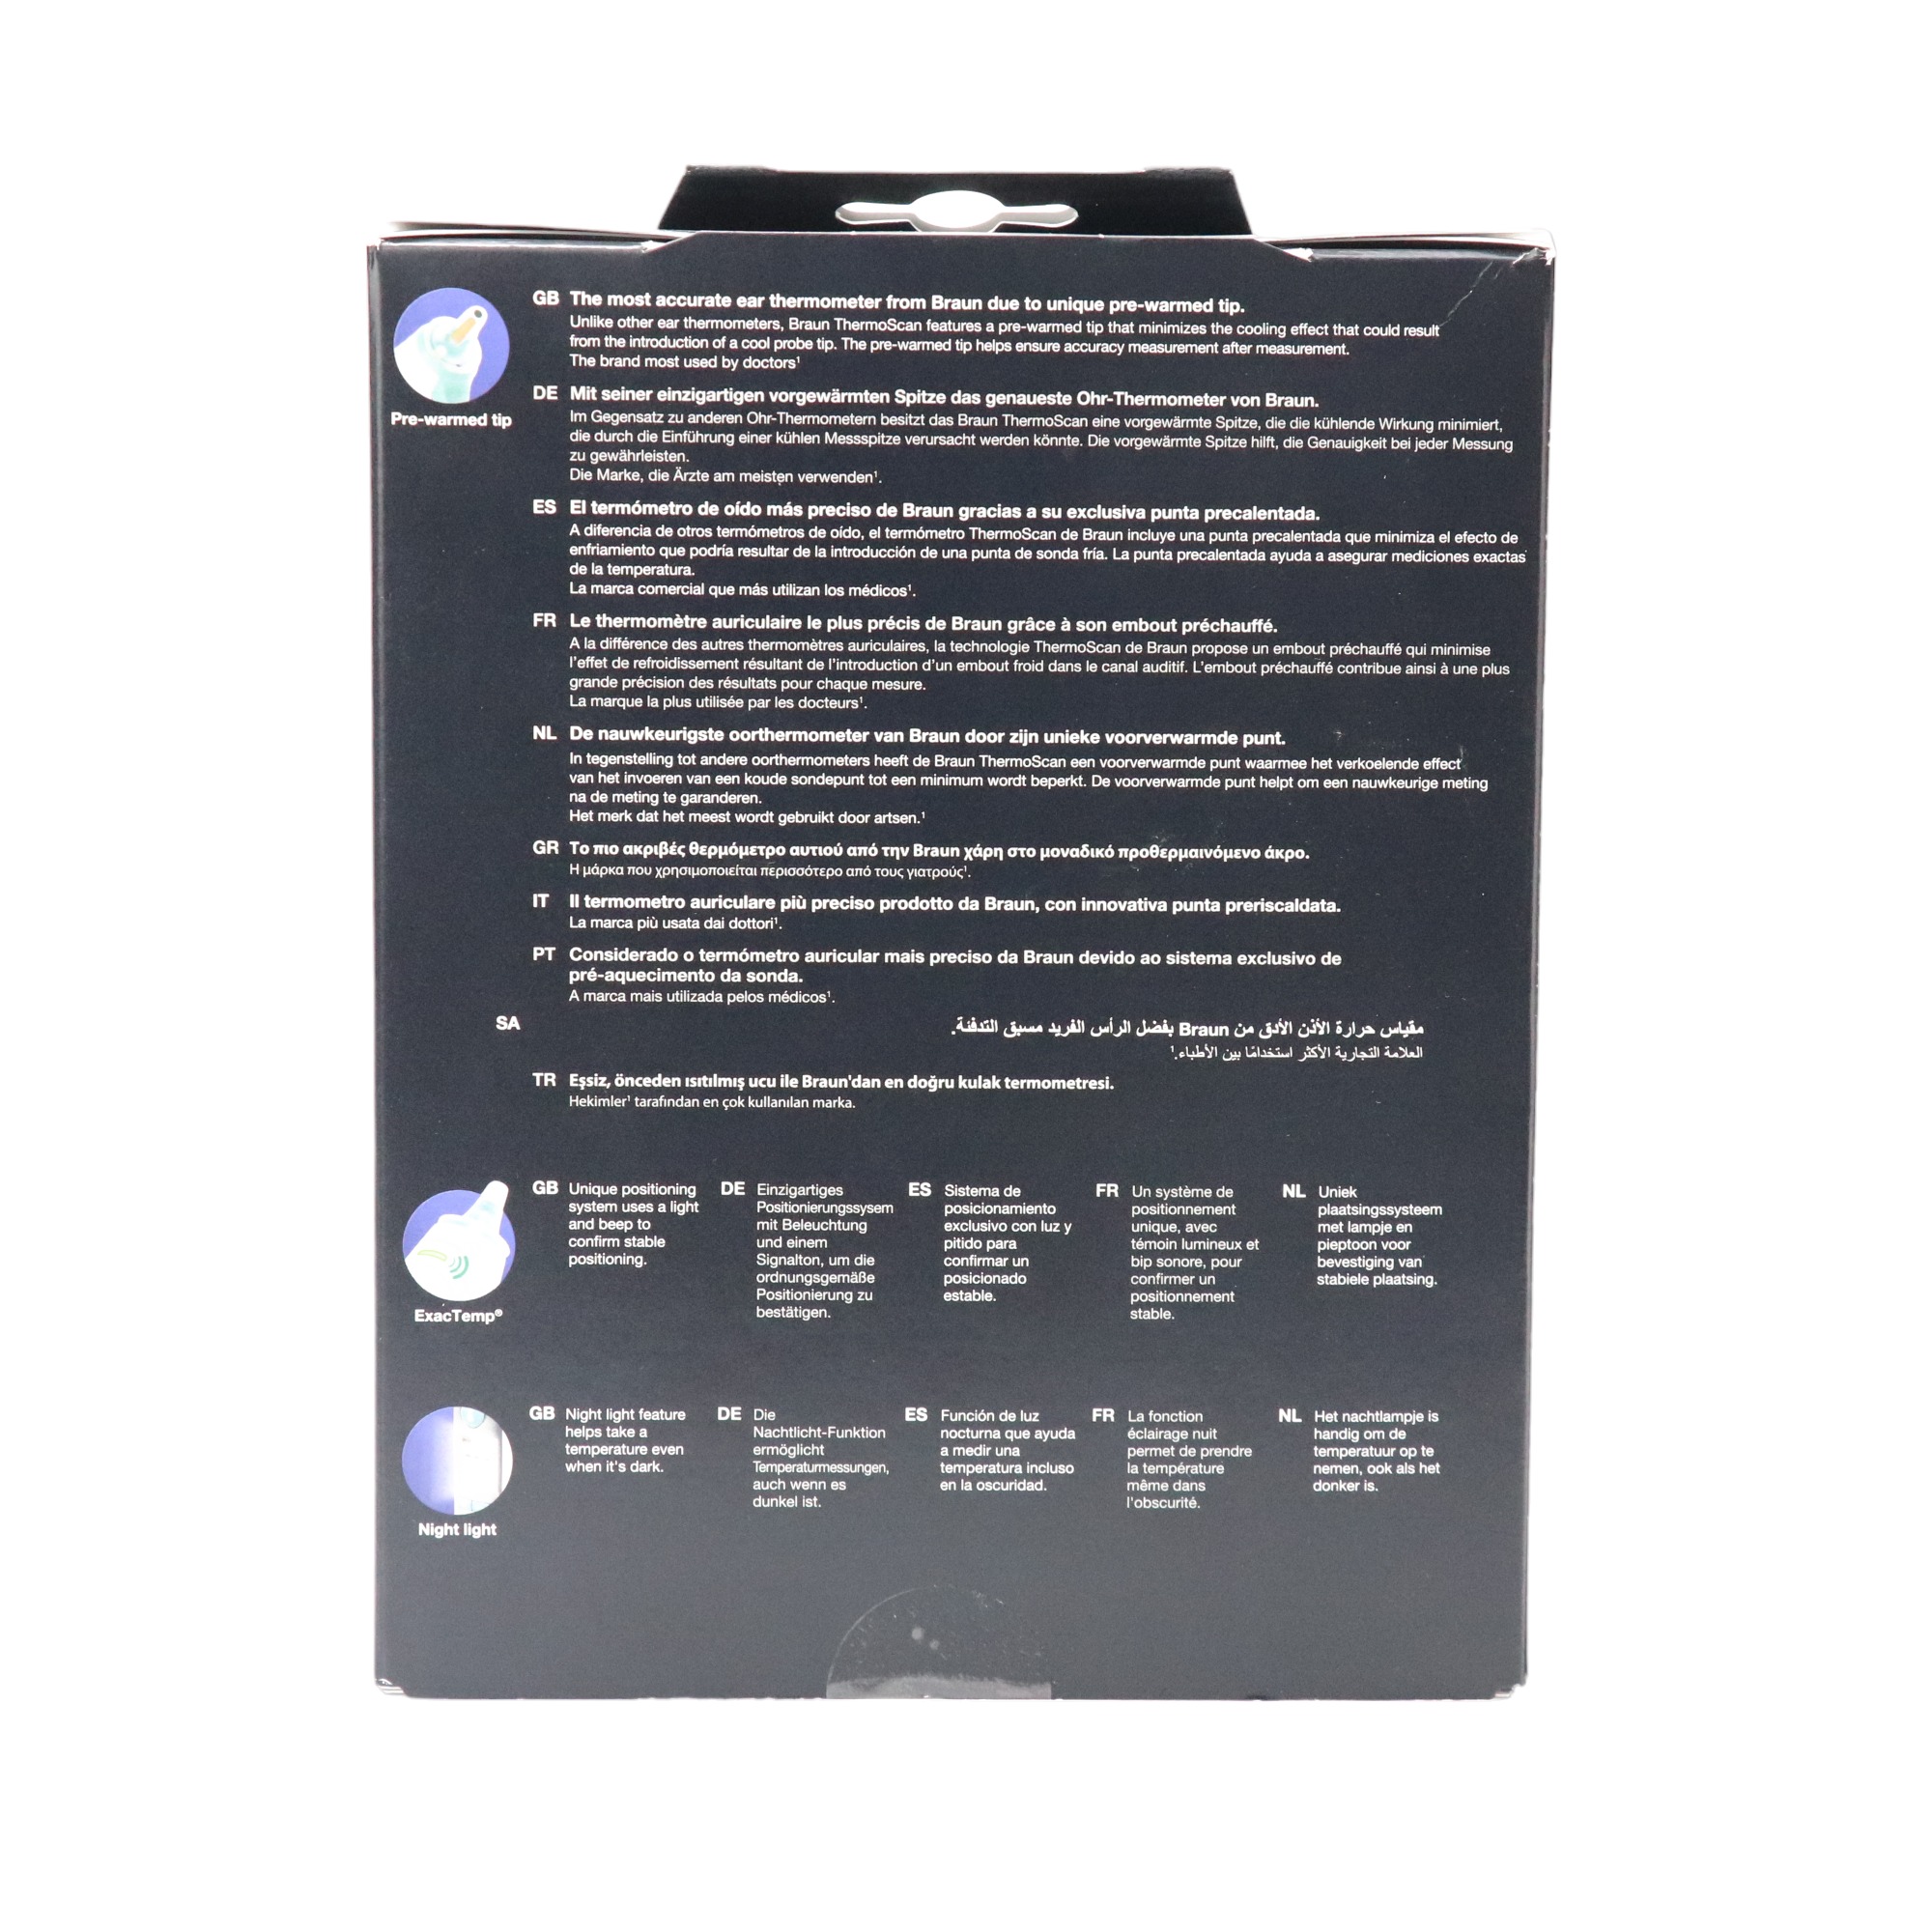 Pre-warmed tip
GB The most accurate ear thermometer from Braun due to unique pre-warmed tip.
Unlike other ear thermometers, Braun ThermoScan features a pre-warmed tip that minimizes the cooling effect that could result
from the introduction of a cool probe tip. The pre-warmed tip helps ensure accuracy measurement after measurement.
The brand most used by doctors¹
DE Mit seiner einzigartigen vorgewärmten Spitze das genaueste Ohr-Thermometer von Braun.
Im Gegensatz zu anderen Ohr-Thermometern besitzt das Braun ThermoScan eine vorgewärmte Spitze, die die kühlende Wirkung minimiert,
die durch die Einführung einer kühlen Messspitze verursacht werden könnte. Die vorgewärmte Spitze hilft, die Genauigkeit bei jeder Messung
zu gewährleisten.
Die Marke, die Ärzte am meisten verwenden¹.
ES El termómetro de oído más preciso de Braun gracias a su exclusiva punta precalentada.
A diferencia de otros termómetros de oído, el termómetro ThermoScan de Braun incluye una punta precalentada que minimiza el efecto de
enfriamiento que podría resultar de la introducción de una punta de sonda fría. La punta precalentada ayuda a asegurar mediciones exactas
de la temperatura.
La marca comercial que más utilizan los médicos¹.
FR Le thermomètre auriculaire le plus précis de Braun grâce à son embout préchauffé.
A la différence des autres thermomètres auriculaires, la technologie ThermoScan de Braun propose un embout préchauffé qui minimise
l'effet de refroidissement résultant de l'introduction d'un embout froid dans le canal auditif. L'embout préchauffé contribue ainsi à une plus
grande précision des résultats pour chaque mesure.
La marque la plus utilisée par les docteurs¹.
NL De nauwkeurigste oorthermometer van Braun door zijn unieke voorverwarmde punt.
In tegenstelling tot andere oorthermometers heeft de Braun ThermoScan een voorverwarmde punt waarmee het verkoelende effect
van het invoeren van een koude sondepunt tot een minimum wordt beperkt. De voorverwarmde punt helpt om een nauwkeurige meting
na de meting te garanderen.
Het merk dat het meest wordt gebruikt door artsen.¹
GR Το πιο ακριβές θερμόμετρο αυτιού από την Braun χάρη στο μοναδικό προθερμαινόμενο άκρο.
Η μάρκα που χρησιμοποιείται περισσότερο από τους γιατρούς¹.
IT Il termometro auriculare più preciso prodotto da Braun, con innovativa punta preriscaldata.
La marca più usata dai dottori¹.
PT Considerado o termómetro auricular mais preciso da Braun devido ao sistema exclusivo de
pré-aquecimento da sonda.
A marca mais utilizada pelos médicos¹.
SA مقياس حرارة الأذن الأدق من Braun بفضل الرأس الفريد مسبق التدفئة.
العلامة التجارية الأكثر استخدامًا بين الأطباء.¹
TR Eşsiz, önceden ısıtılmış ucu ile Braun'dan en doğru kulak termometresi.
Hekimler¹ tarafından en çok kullanılan marka.
ExacTemp®
GB Unique positioning
system uses a light
and beep to
confirm stable
positioning.
DE Einzigartiges
Positionierungssysem
mit Beleuchtung
und einem
Signalton, um die
ordnungsgemäße
Positionierung zu
bestätigen.
ES Sistema de
posicionamiento
exclusivo con luz y
pitido para
confirmar un
posicionado
estable.
FR Un système de
positionnement
unique, avec
témoin lumineux et
bip sonore, pour
confirmer un
positionnement
stable.
NL Uniek
plaatsingssysteem
met lampje en
pieptoon voor
bevestiging van
stabiele plaatsing.
Night light
GB Night light feature
helps take a
temperature even
when it's dark.
DE Die
Nachtlicht-Funktion
ermöglicht
Temperaturmessungen,
auch wenn es
dunkel ist.
ES Función de luz
nocturna que ayuda
a medir una
temperatura incluso
en la oscuridad.
FR La fonction
éclairage nuit
permet de prendre
la température
même dans
l'obscurité.
NL Het nachtlampje is
handig om de
temperatuur op te
nemen, ook als het
donker is.